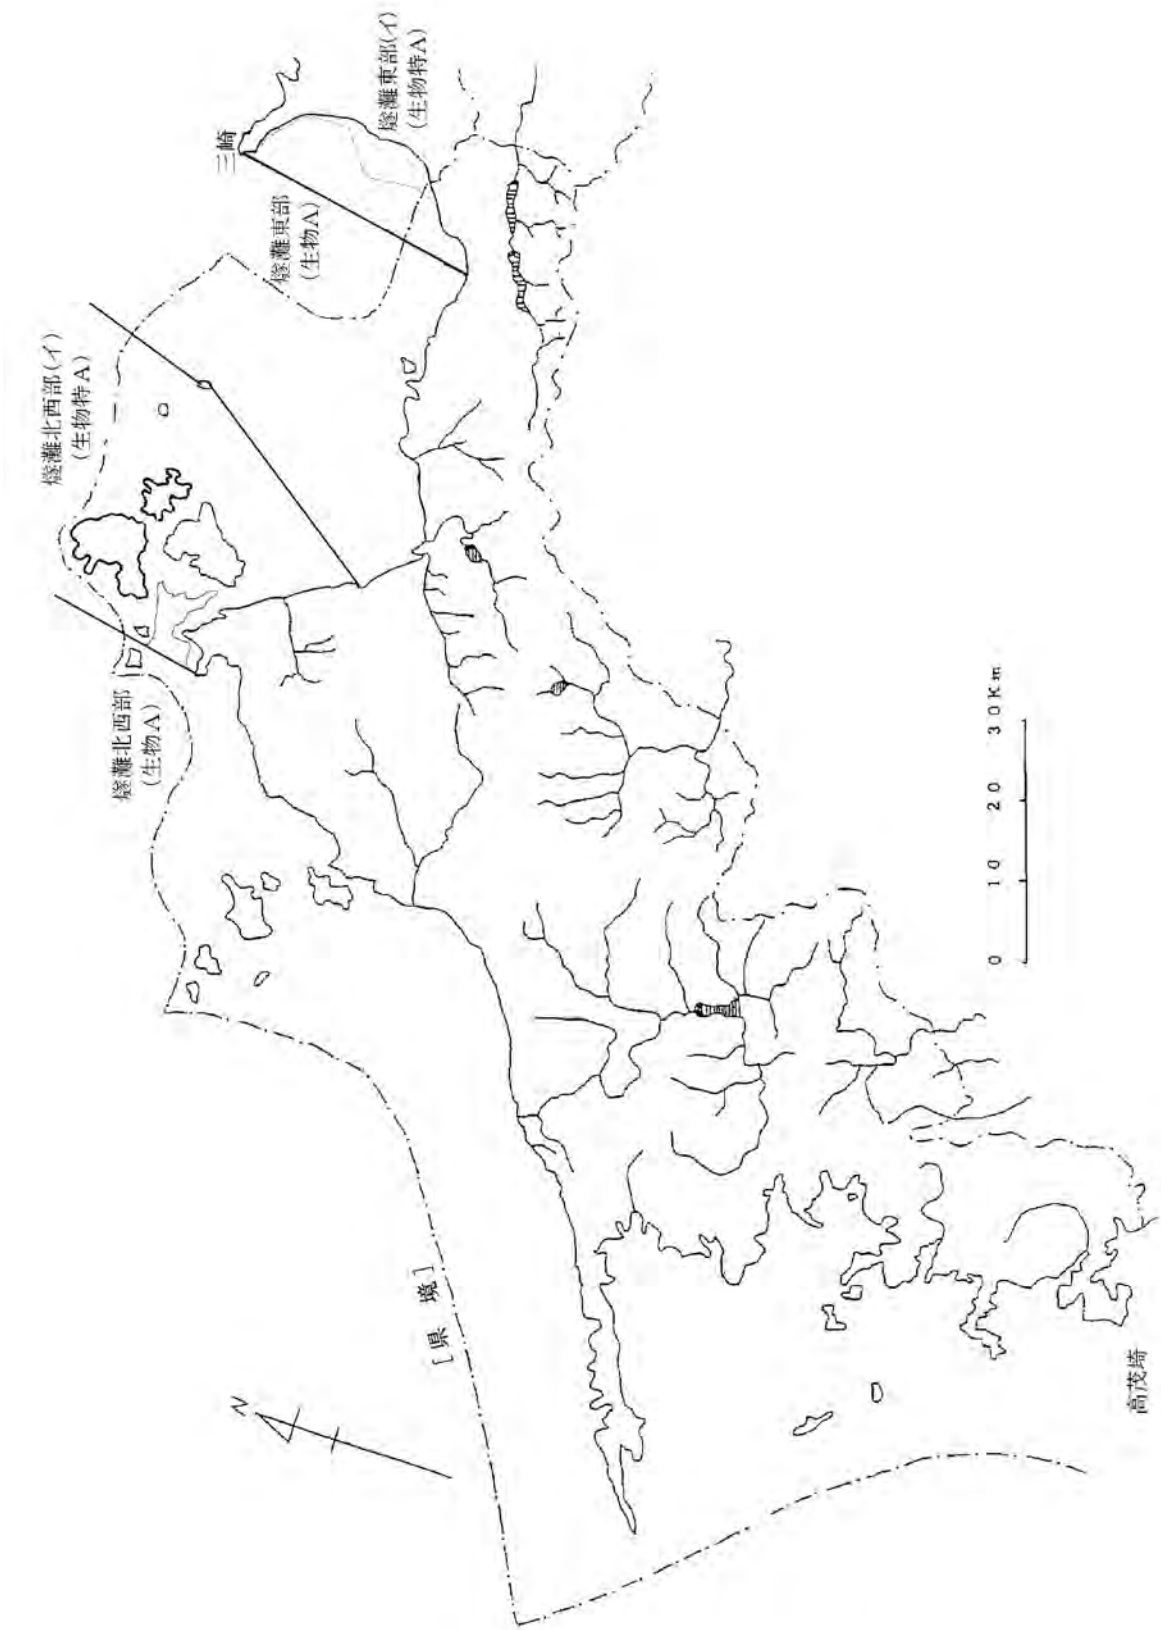 三崎
燧灘東部(イ)
(生物特A)
燧灘東部
(生物A)
燧灘北西部(イ)
(生物特A)
燧灘北西部
(生物A)
[県 境]
N
0 10 20 30Km
高茂埼